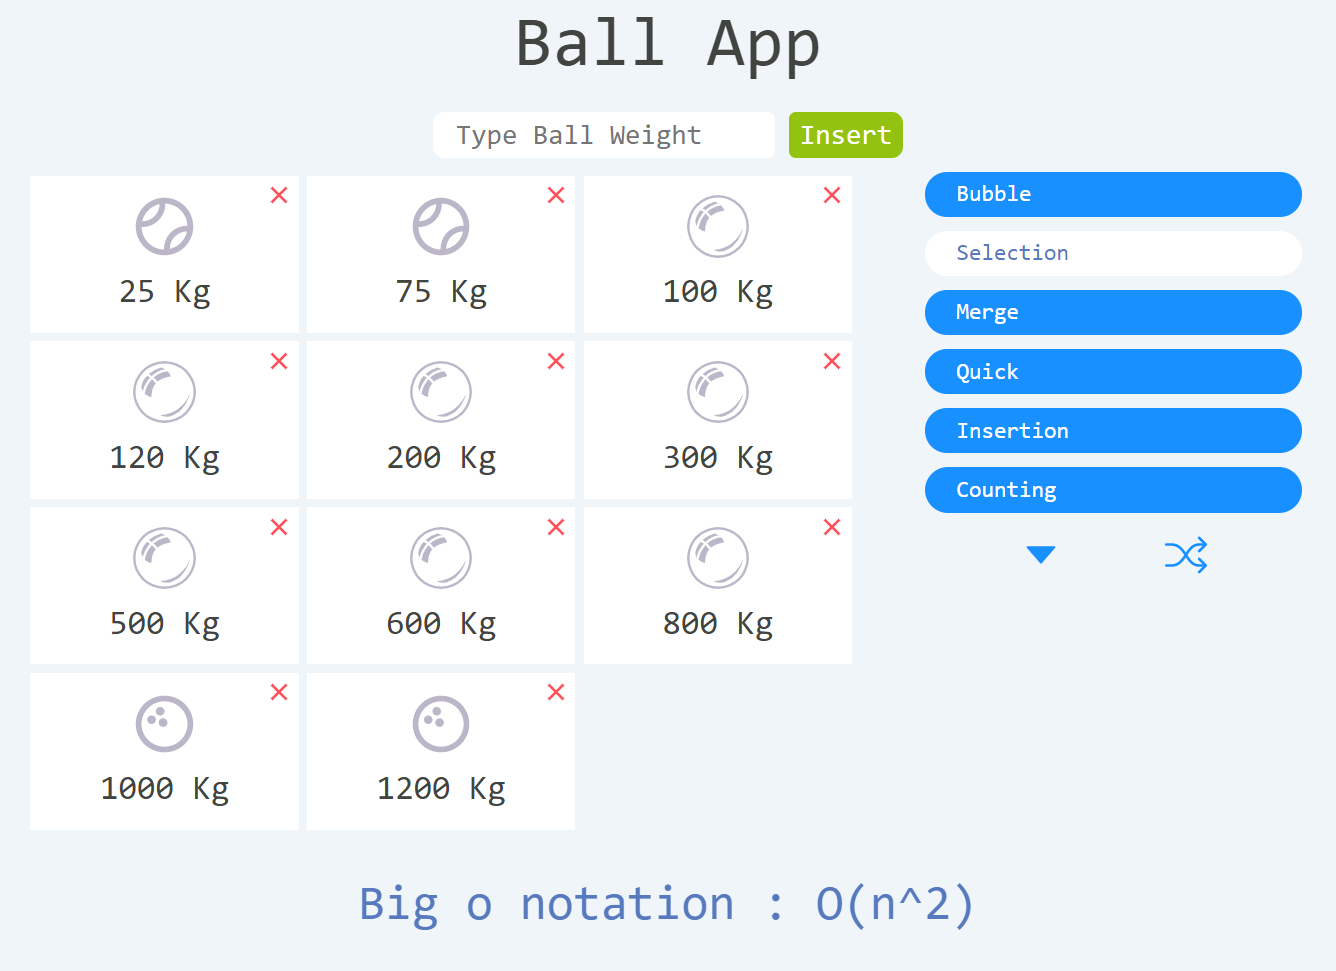 Ball App
Type Ball Weight
Insert
25 Kg
75 Kg
100 Kg
120 Kg
200 Kg
300 Kg
500 Kg
600 Kg
800 Kg
1000 Kg
1200 Kg
Bubble
Selection
Merge
Quick
Insertion
Counting
Big o notation : O(n^2)